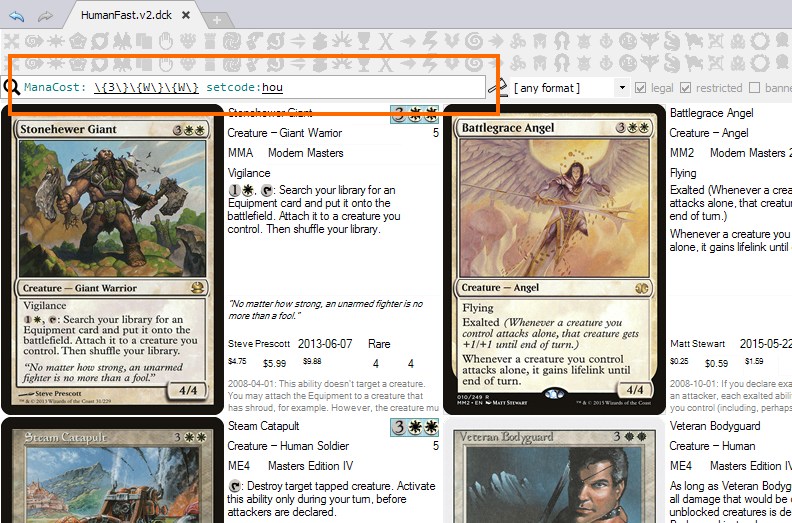 HumanFast.v2.dck
ManaCost: \{3\}\{W\}\{W\} setcode:hou
[any format]
legal
restricted
banne
Stonehewer Giant
3
Creature — Giant Warrior
Vigilance
1, : Search your library for an
Equipment card and put it onto the
battlefield. Attach it to a creature you
control. Then shuffle your library.
"No matter how strong, an unarmed
fighter is no more than a fool."
4/4
Steve Prescott
Stonehewer Giant
3
Creature – Giant Warrior 5
MMA Modern Masters
Vigilance
1, : Search your library for an
Equipment card and put it onto the
battlefield. Attach it to a creature you
control. Then shuffle your library.
"No matter how strong, an unarmed fighter is no
more than a fool."
Steve Prescott 2013-06-07 Rare
$4.75 $5.99 $9.88 4 4
2008-04-01: This ability doesn't target a creature.
You may attach the Equipment to a creature that
has shroud, for example. However, the creature mu
Battlegrace Angel
3
Creature — Angel
Flying
Exalted (Whenever a creature you
control attacks alone, that creature gets
+1/+1 until end of turn.)
Whenever a creature you control
attacks alone, it gains lifelink until
end of turn.
4/4
010/249 R
MM2 • EN Matt Stewart
Battlegrace Angel
Creature – Angel
MM2 Modern Masters 2
Flying
Exalted (Whenever a crea
attacks alone, that creatu
end of turn.)
Whenever a creature you
alone, it gains lifelink until
Matt Stewart 2015-05-22
$0.25 $0.59 $1.59
2008-10-01: If you declare exa
an attacker, each exalted abilit
you control (including, perhaps
Steam Catapult
3
Steam Catapult
3
Creature – Human Soldier 5
ME4 Masters Edition IV
: Destroy target tapped creature. Activate
this ability only during your turn, before
attackers are declared.
Veteran Bodyguard
3
Veteran Bodyguard
Creature – Human
ME4 Masters Edition IV
As long as Veteran Bodyg
all damage that would be d
unblocked creatures is de